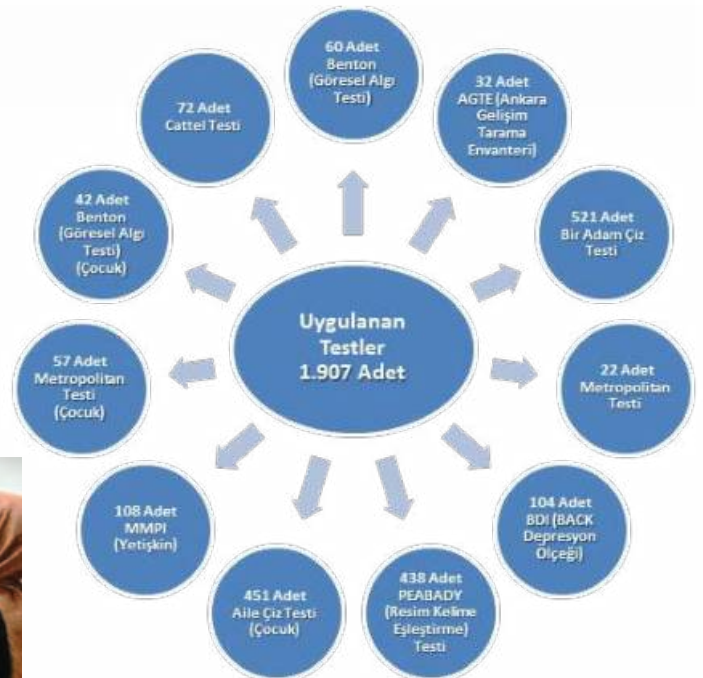 60 Adet
Benton
(Göresel Algı
Testi)
32 Adet
AGTE (Ankara
Gelişim
Tarama
Envanteri)
521 Adet
Bir Adam Çiz
Testi
22 Adet
Metropolitan
Testi
104 Adet
BDI (BACK
Depresyon
Ölçeği)
438 Adet
PEABADY
(Resim Kelime
Eşleştirme)
Testi
451 Adet
Aile Çiz Testi
(Çocuk)
108 Adet
MMPI
(Yetişkin)
57 Adet
Metropolitan
Testi
(Çocuk)
42 Adet
Benton
(Göresel Algı
Testi)
(Çocuk)
72 Adet
Cattel Testi
Uygulanan
Testler
1.907 Adet